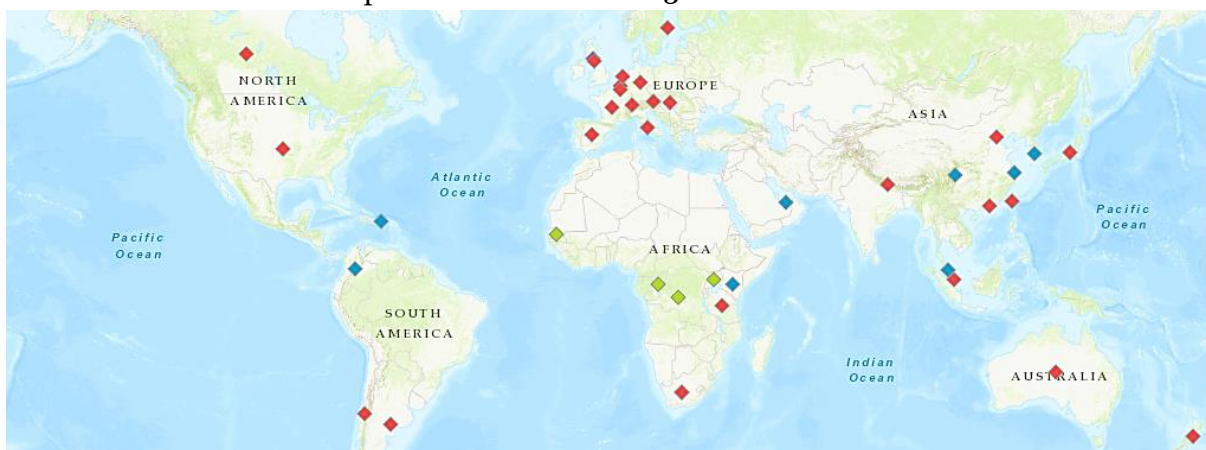 NORTH
AMERICA
EUROPE
ASIA
Atlantic
Ocean
Pacific
Ocean
Pacific
Ocean
AFRICA
SOUTH
AMERICA
Indian
Ocean
AUSTRALIA